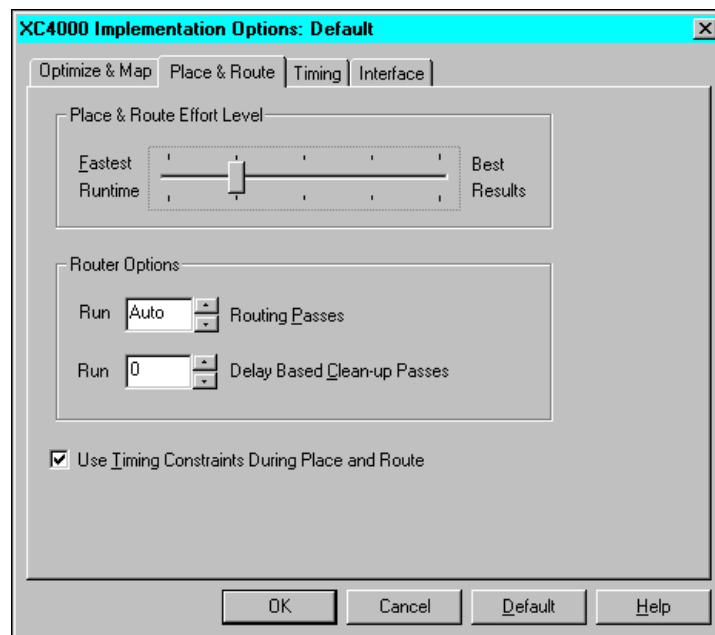 XC4000 Implementation Options: Default
Optimize & Map Place & Route Timing Interface
Place & Route Effort Level
Fastest Runtime
Best Results
Router Options
Run Auto Routing Passes
Run 0 Delay Based Clean-up Passes
Use Timing Constraints During Place and Route
OK Cancel Default Help